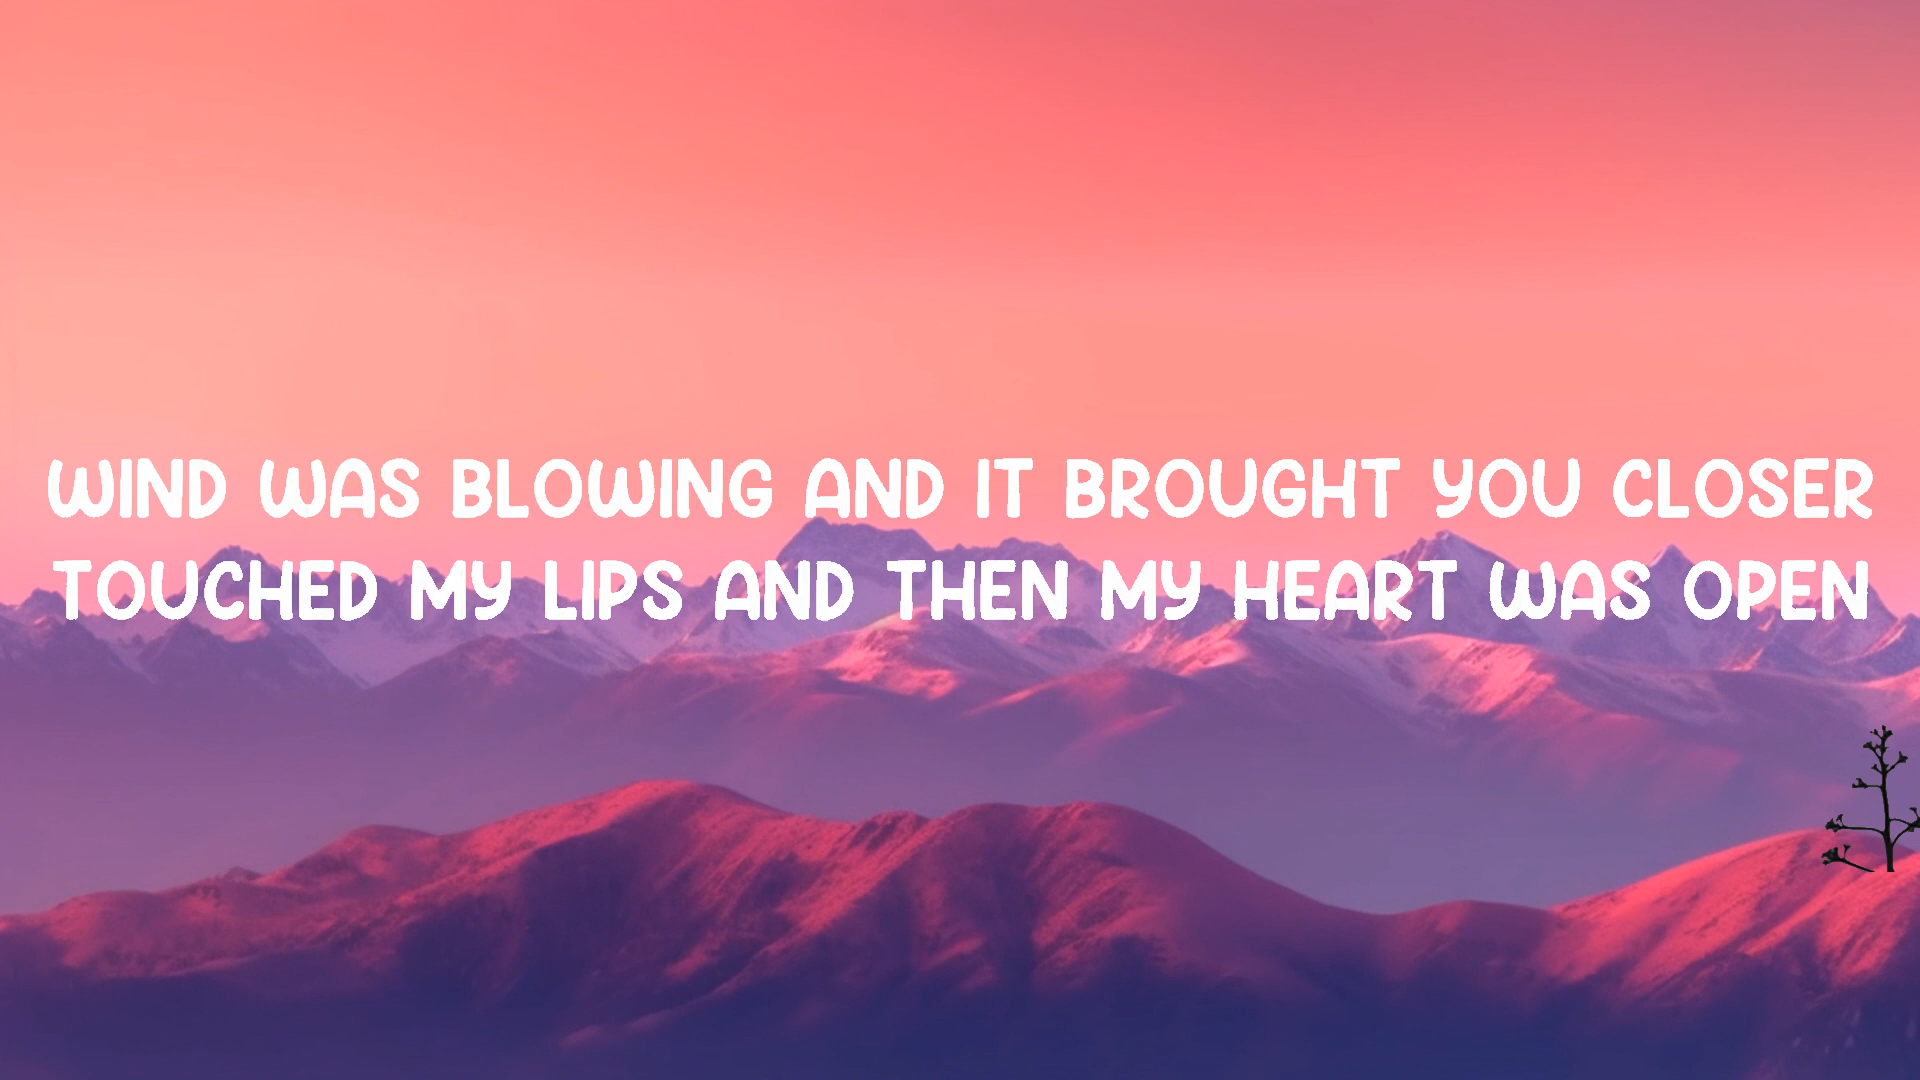 WIND WAS BLOWING AND IT BROUGHT YOU CLOSER
TOUCHED MY LIPS AND THEN MY HEART WAS OPEN